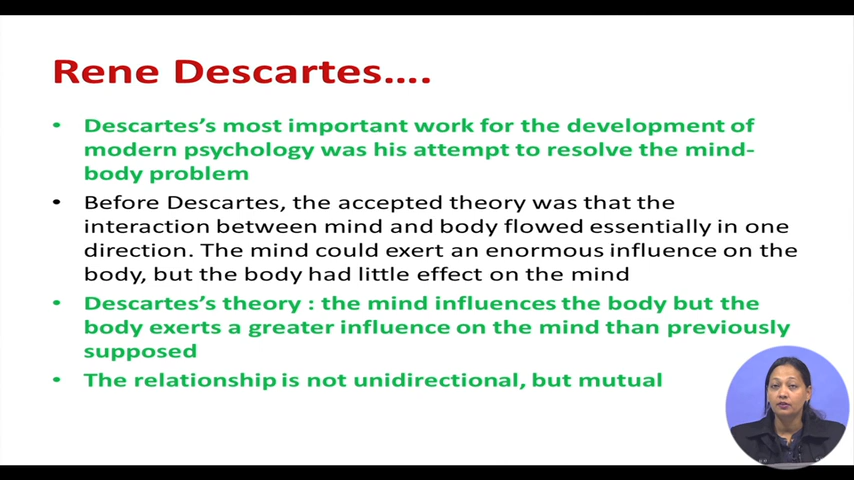 Rene Descartes....
• Descartes's most important work for the development of
modern psychology was his attempt to resolve the mind-
body problem
• Before Descartes, the accepted theory was that the
interaction between mind and body flowed essentially in one
direction. The mind could exert an enormous influence on the
body, but the body had little effect on the mind
• Descartes's theory : the mind influences the body but the
body exerts a greater influence on the mind than previously
supposed
• The relationship is not unidirectional, but mutual